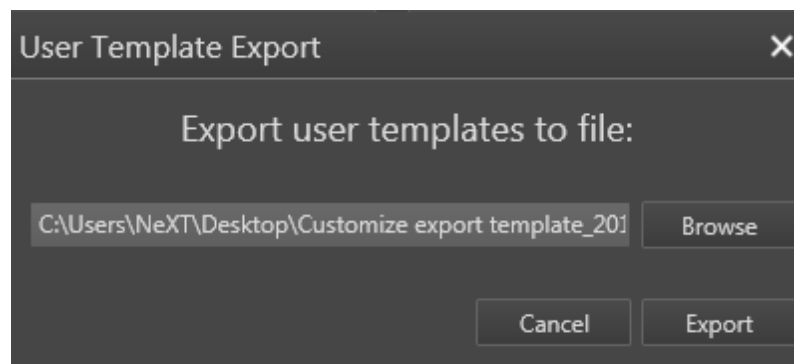 User Template Export
Export user templates to file:
C:\Users\NeXT\Desktop\Customize export template_201
Browse
Cancel
Export